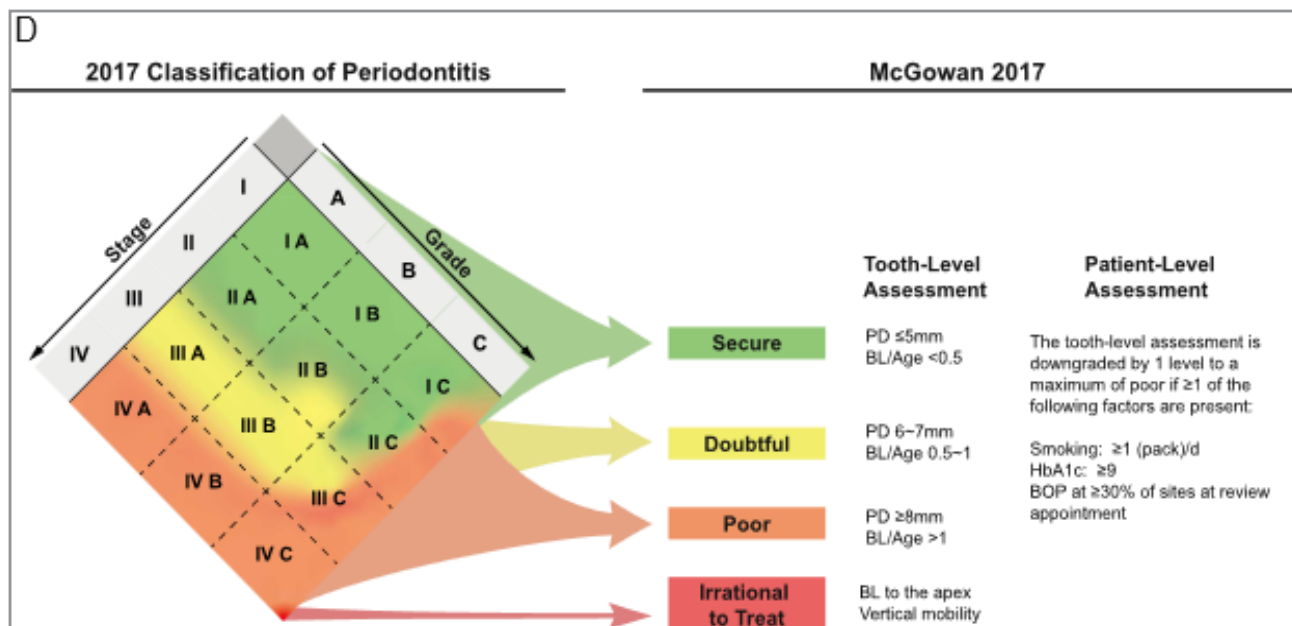 D
2017 Classification of Periodontitis
McGowan 2017
Stage
Grade
I
II
III
IV
A
B
C
I A
II A
I B
III A
II B
I C
IV A
III B
II C
IV B
III C
IV C
Tooth-Level
Assessment
Patient-Level
Assessment
Secure
PD ≤5mm
BL/Age <0.5
Doubtful
PD 6–7mm
BL/Age 0.5–1
Poor
PD ≥8mm
BL/Age >1
Irrational
to Treat
BL to the apex
Vertical mobility
The tooth-level assessment is
downgraded by 1 level to a
maximum of poor if ≥1 of the
following factors are present:
Smoking: ≥1 (pack)/d
HbA1c: ≥9
BOP at ≥30% of sites at review
appointment